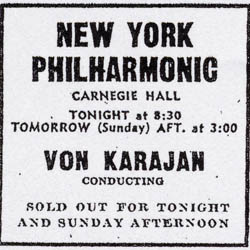 NEW YORK
PHILHARMONIC
CARNEGIE HALL
TONIGHT at 8:30
TOMORROW (Sunday) AFT. at 3:00
VON KARAJAN
CONDUCTING
SOLD OUT FOR TONIGHT
AND SUNDAY AFTERNOON